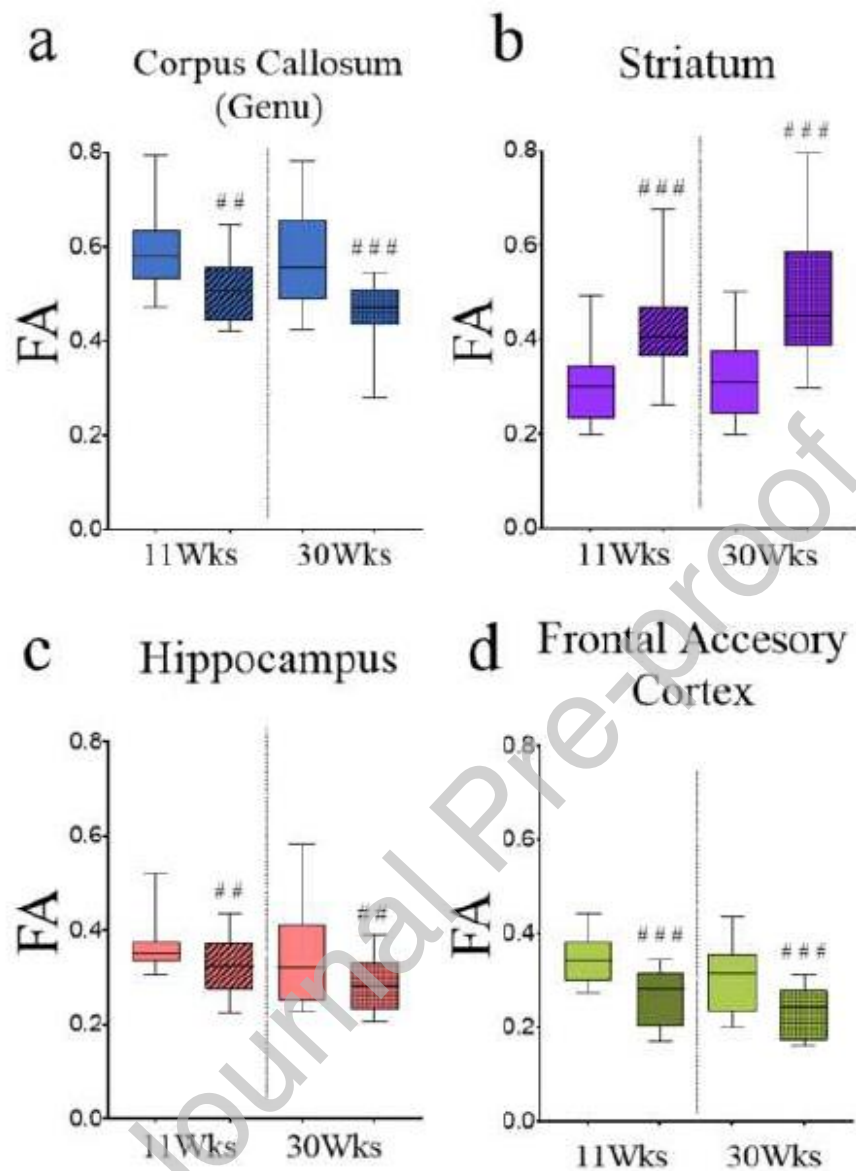 a
Corpus Callosum
(Genu)
0.8
0.6
0.4
0.2
0.0
FA
##
###
11Wks
30Wks
b
Striatum
0.8
0.6
0.4
0.2
0.0
###
###
11Wks
30Wks
c
Hippocampus
0.8
0.6
0.4
0.2
0.0
FA
##
##
11Wks
30Wks
d
Frontal Accesory
Cortex
0.8
0.6
0.4
0.2
0.0
FA
###
###
11Wks
30Wks
Journal Pre-proof